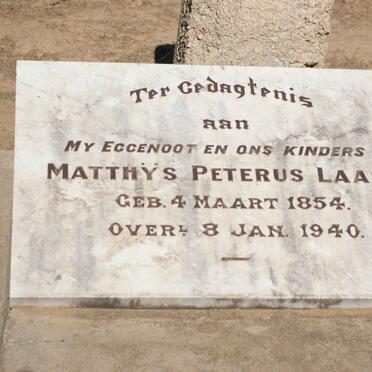 Ter Gedagtenis
aan
MY EGGENOOT EN ONS KINDERS
MATTHYS PETERUS LAA
GEB. 4 MAART 1854.
OVERL. 8 JAN. 1940.